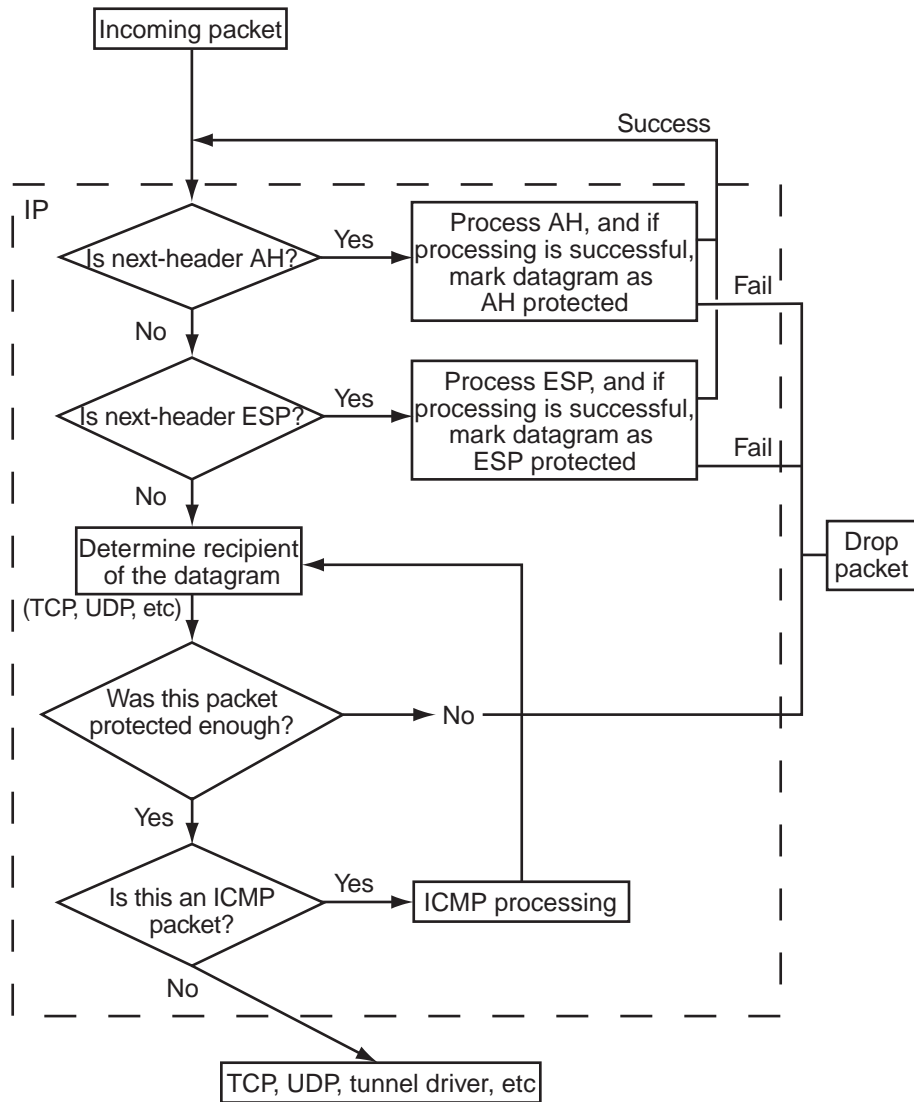 Incoming packet
Success
IP
Is next-header AH?
Yes
Process AH, and if
processing is successful,
mark datagram as
AH protected
Fail
No
Is next-header ESP?
Yes
Process ESP, and if
processing is successful,
mark datagram as
ESP protected
Fail
No
Determine recipient
of the datagram
(TCP, UDP, etc)
Drop
packet
Was this packet
protected enough?
No
Yes
Is this an ICMP
packet?
Yes
ICMP processing
No
TCP, UDP, tunnel driver, etc